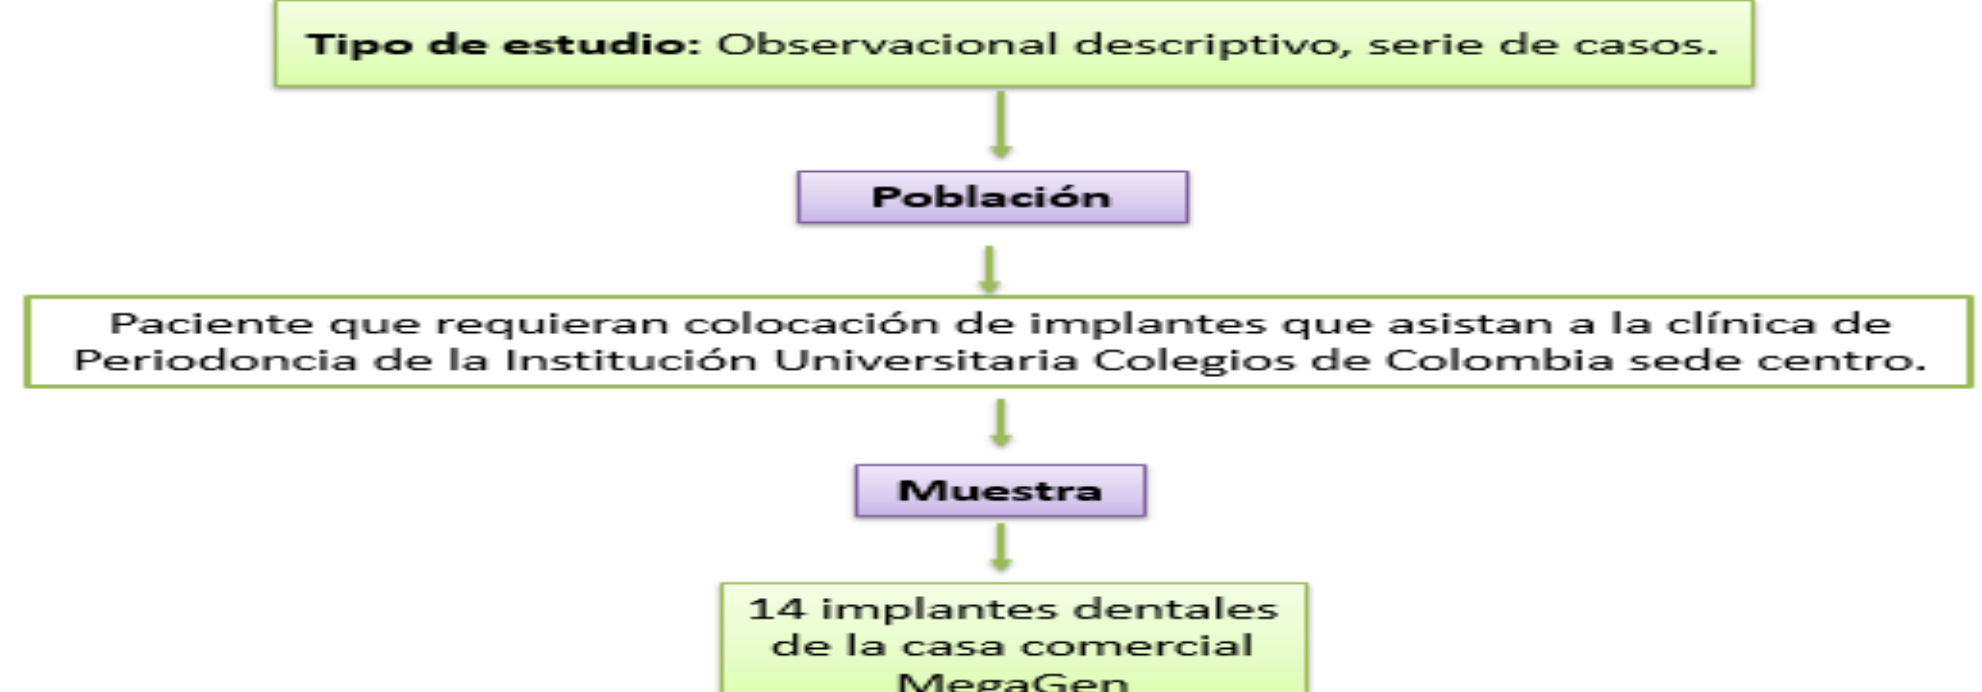 Tipo de estudio: Observacional descriptivo, serie de casos.
Población
Paciente que requieran colocación de implantes que asistan a la clínica de
Periodoncia de la Institución Universitaria Colegios de Colombia sede centro.
Muestra
14 implantes dentales
de la casa comercial
MegaGen